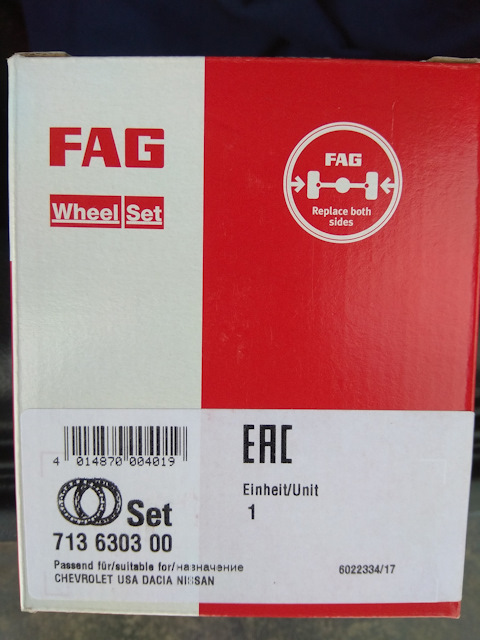 FAG
Wheel Set
FAG
Replace both
sides
4 014870 004019
EAC
Set
Einheit/Unit
1
713 6303 00
Passend für/suitable for/назначение
CHEVROLET USA DACIA NISSAN
6022334/17